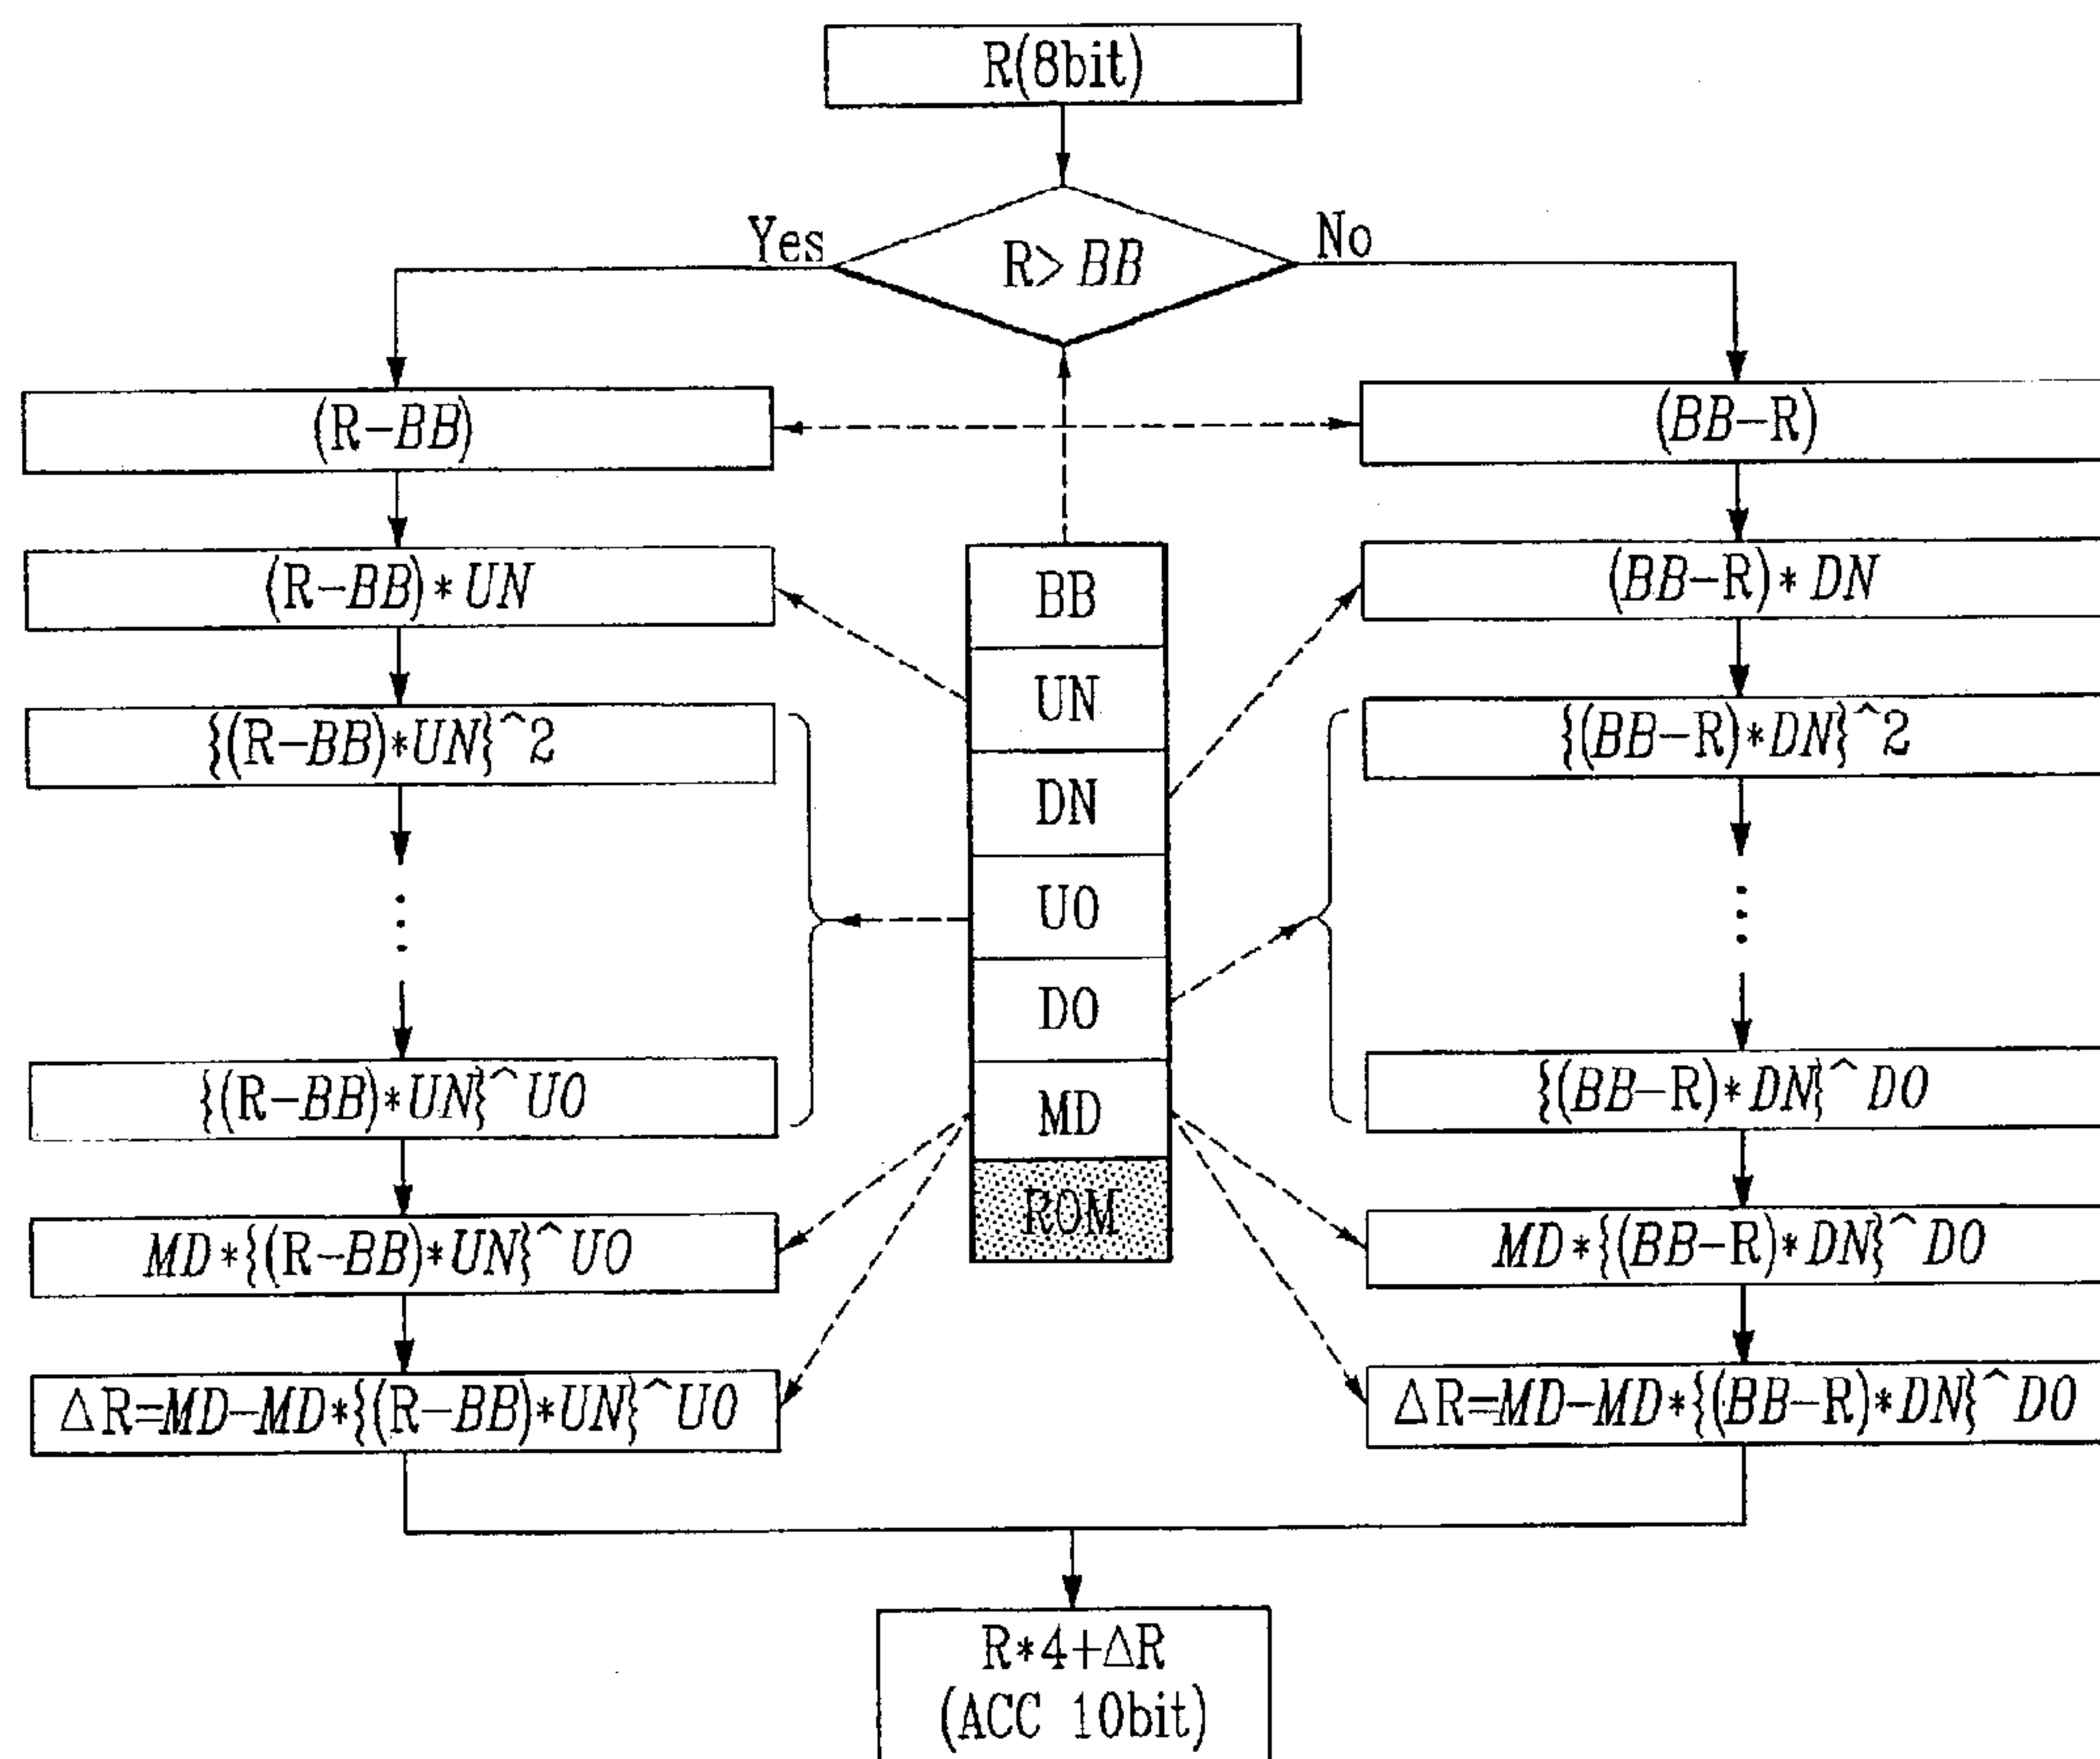 R(8bit)
Yes
R> BB
No
(R-BB)
(BB-R)
(R-BB)*UN
(BB-R)*DN
{(R-BB)*UN}^2
{(BB-R)*DN}^2
BB
UN
DN
UO
DO
MD
ROM
{(R-BB)*UN}^UO
{(BB-R)*DN}^DO
MD*{(R-BB)*UN}^UO
MD*{(BB-R)*DN}^DO
ΔR=MD-MD*{(R-BB)*UN}^UO
ΔR=MD-MD*{(BB-R)*DN}^DO
R*4+ΔR
(ACC 10bit)